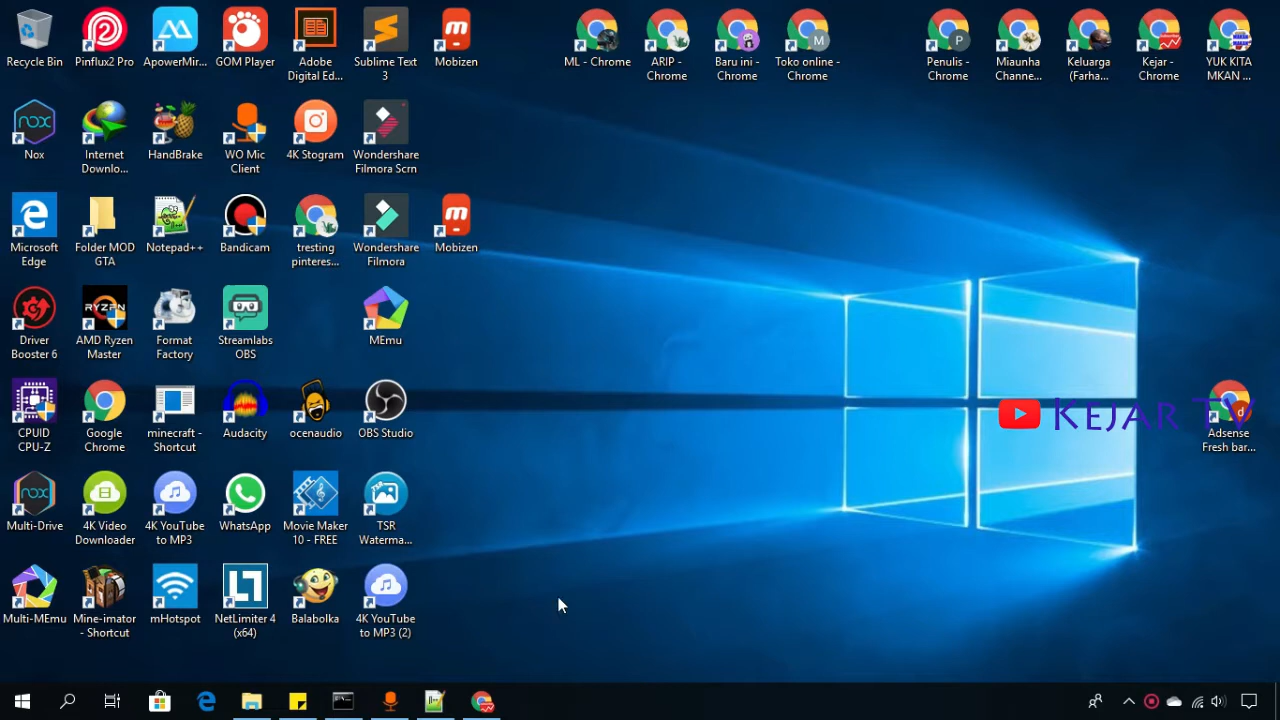 Recycle Bin
Pinflux2 Pro
ApowerMir...
GOM Player
Adobe
Digital Ed...
Sublime Text
3
Mobizen
ML - Chrome
ARIP -
Chrome
Baru ini -
Chrome
Toko online -
Chrome
P
Penulis -
Chrome
Miaunha
Channe...
Keluarga
(Farha...
Kejar -
Chrome
YUK KITA
MKAN ...
M
nox
Nox
Internet
Downlo...
HandBrake
WO Mic
Client
4K Stogram
Wondershare
Filmora Scrn
Microsoft
Edge
Folder MOD
GTA
Notepad++
Bandicam
tresting
pinteres...
Wondershare
Filmora
Mobizen
Driver
Booster 6
RYZEN
AMD Ryzen
Master
Format
Factory
Streamlabs
OBS
MEmu
CPUID
CPU-Z
Google
Chrome
minecraft -
Shortcut
Audacity
ocenaudio
OBS Studio
KEJAR TV
d
Adsense
Fresh bar...
nox
Multi-Drive
4K Video
Downloader
4K YouTube
to MP3
WhatsApp
Movie Maker
10 - FREE
TSR
TSR
Waterma...
Multi-MEmu
Mine-imator
- Shortcut
mHotspot
NetLimiter 4
(x64)
Balabolka
4K YouTube
to MP3 (2)